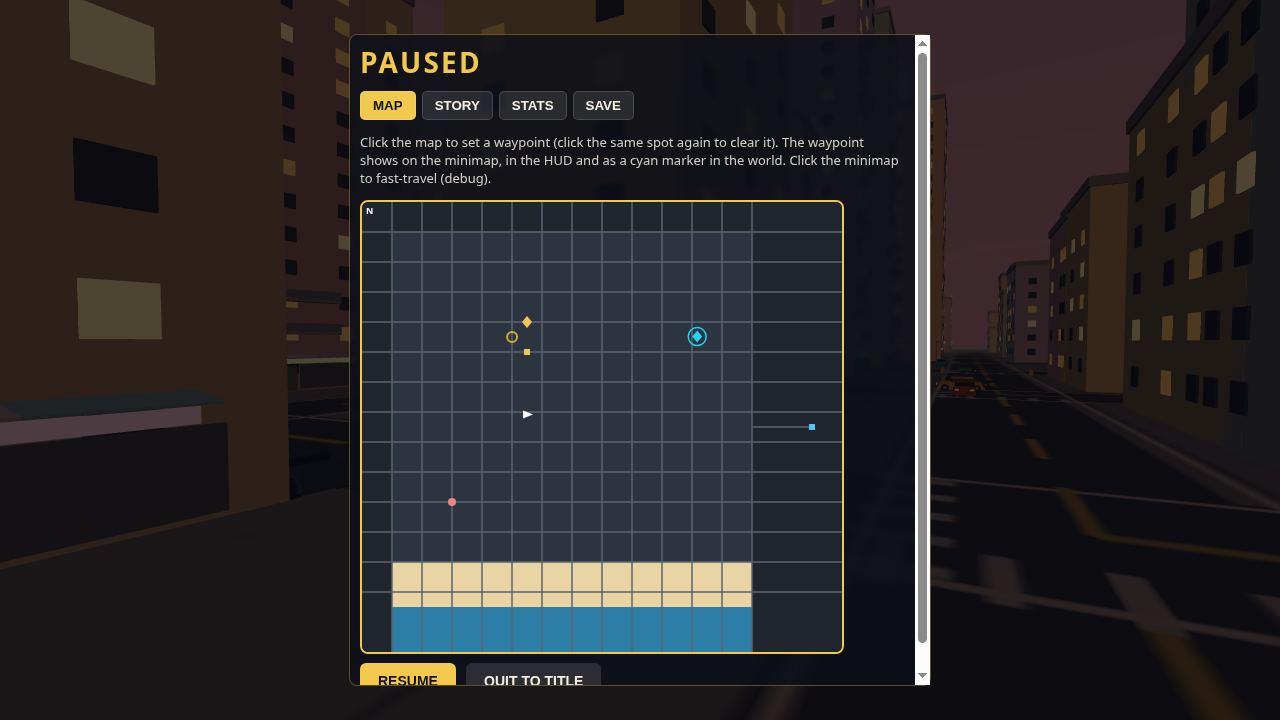 PAUSED
MAP
STORY
STATS
SAVE
Click the map to set a waypoint (click the same spot again to clear it). The waypoint
shows on the minimap, in the HUD and as a cyan marker in the world. Click the minimap
to fast-travel (debug).
N
RESUME
QUIT TO TITLE